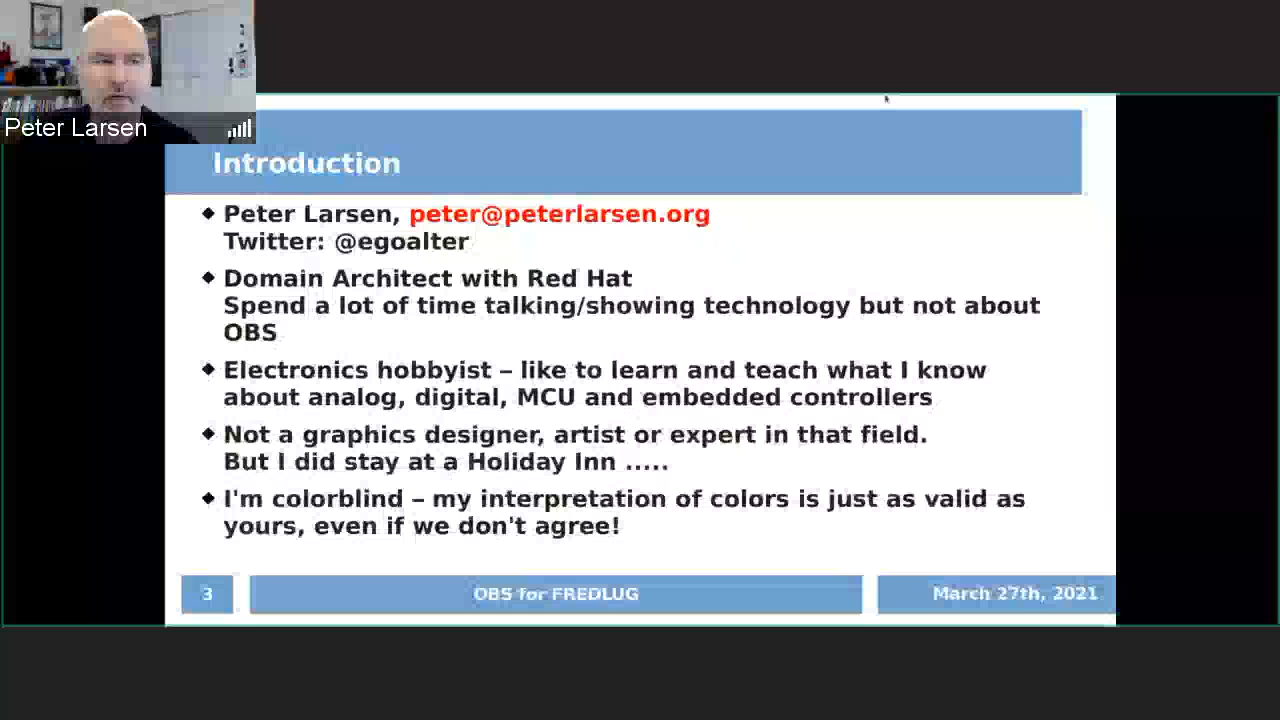 Peter Larsen
Introduction
Peter Larsen, peter@peterlarsen.org
Twitter: @egoalter
Domain Architect with Red Hat
Spend a lot of time talking/showing technology but not about
OBS
Electronics hobbyist – like to learn and teach what I know
about analog, digital, MCU and embedded controllers
Not a graphics designer, artist or expert in that field.
But I did stay at a Holiday Inn .....
I'm colorblind – my interpretation of colors is just as valid as
yours, even if we don't agree!
3
OBS for FREDLUG
March 27th, 2021